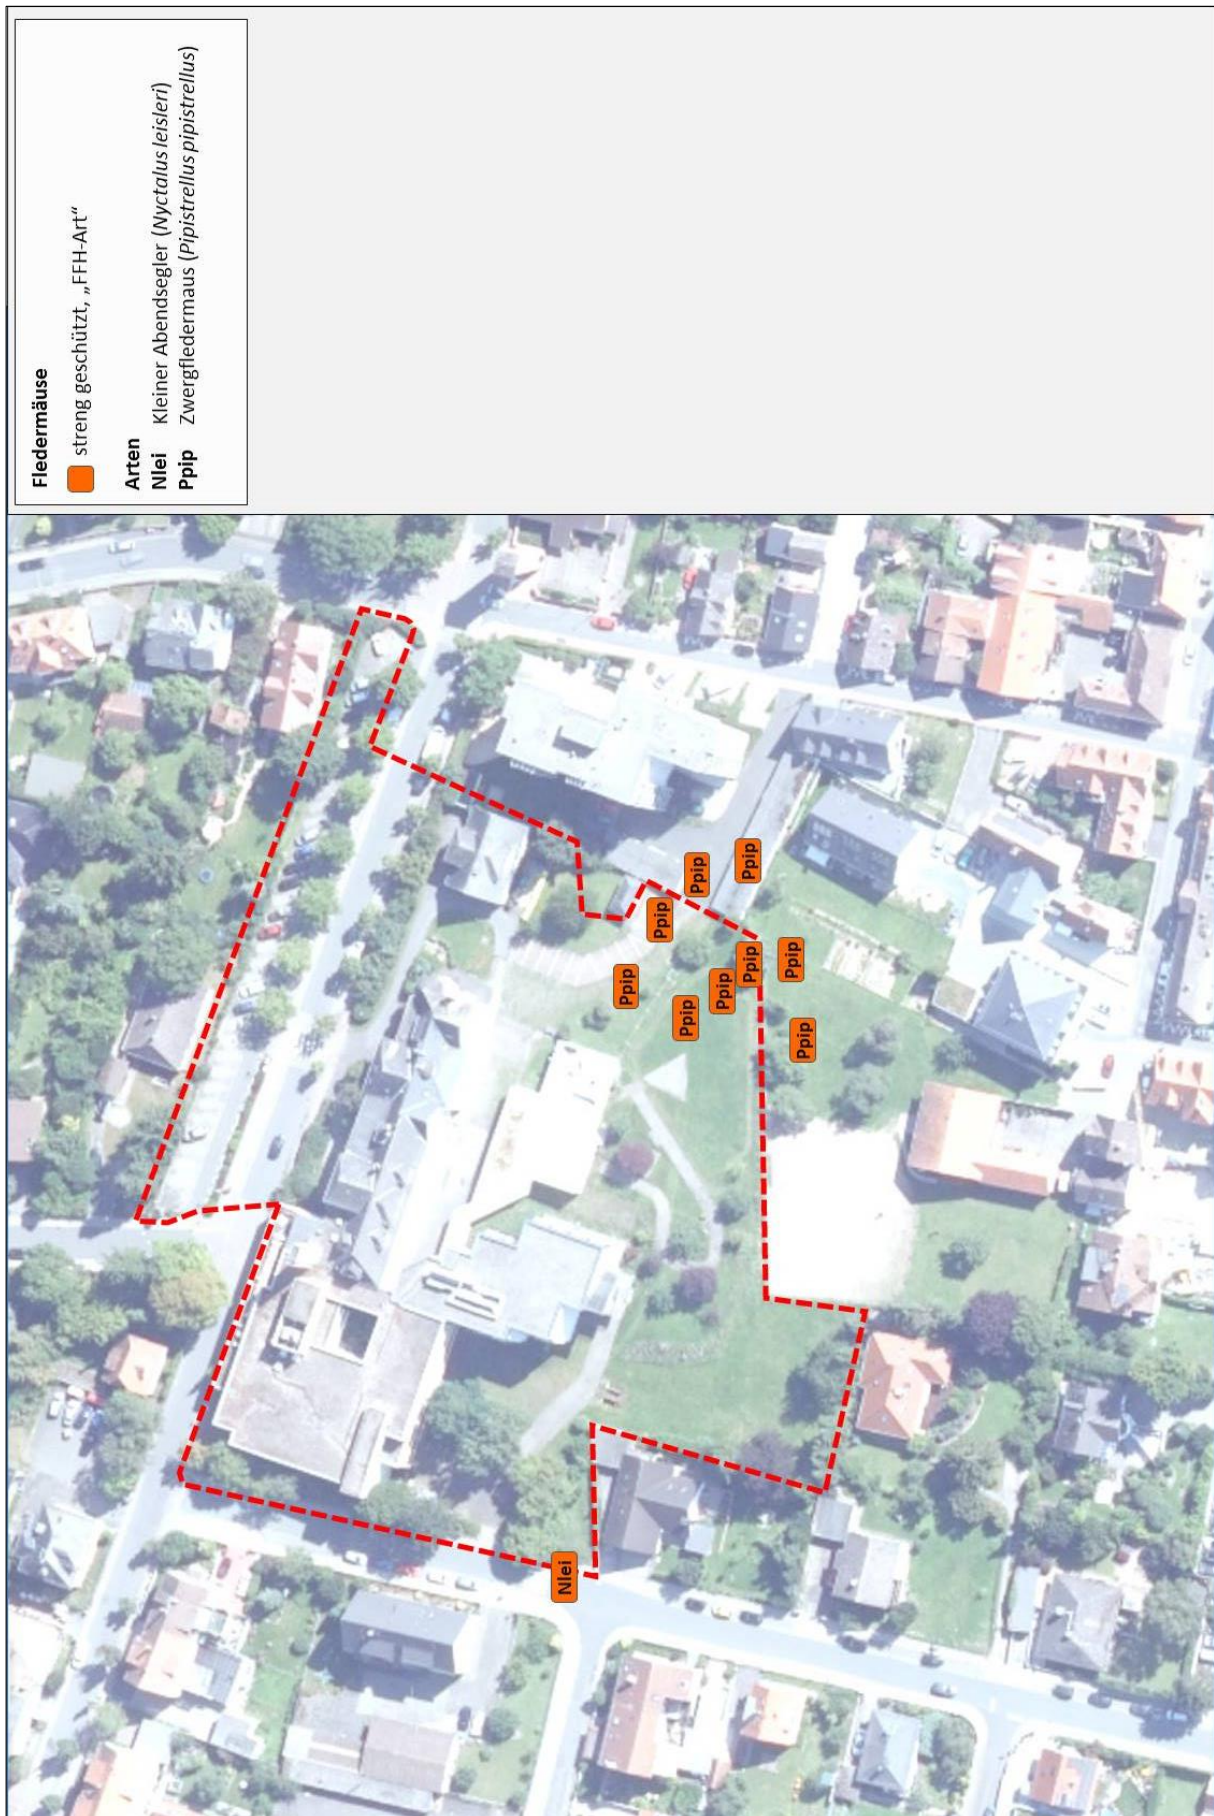 Fledermäuse
streng geschützt, „FFH-Art“
Arten
Nlei Kleiner Abendsegler (Nyctalus leisleri)
Ppip Zwergfledermaus (Pipistrellus pipistrellus)
Ppip
Ppip
Ppip
Ppip
Ppip
Ppip
Ppip
Ppip
Ppip
Nlei